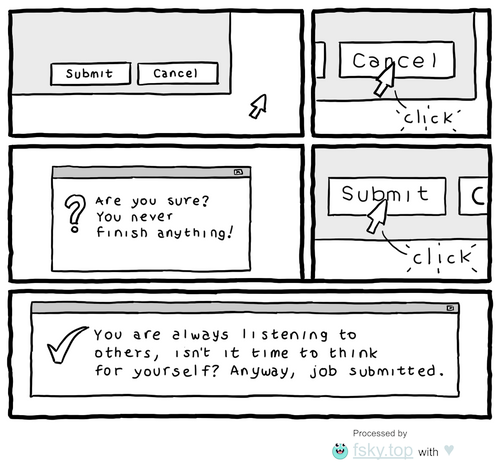 Submit
Cancel
Cancel
click
?
Are you sure?
You never
finish anything!
Submit
C
click
You are always listening to
others, isn't it time to think
for yourself? Anyway, job submitted.
Processed by
fsky.top with ♥